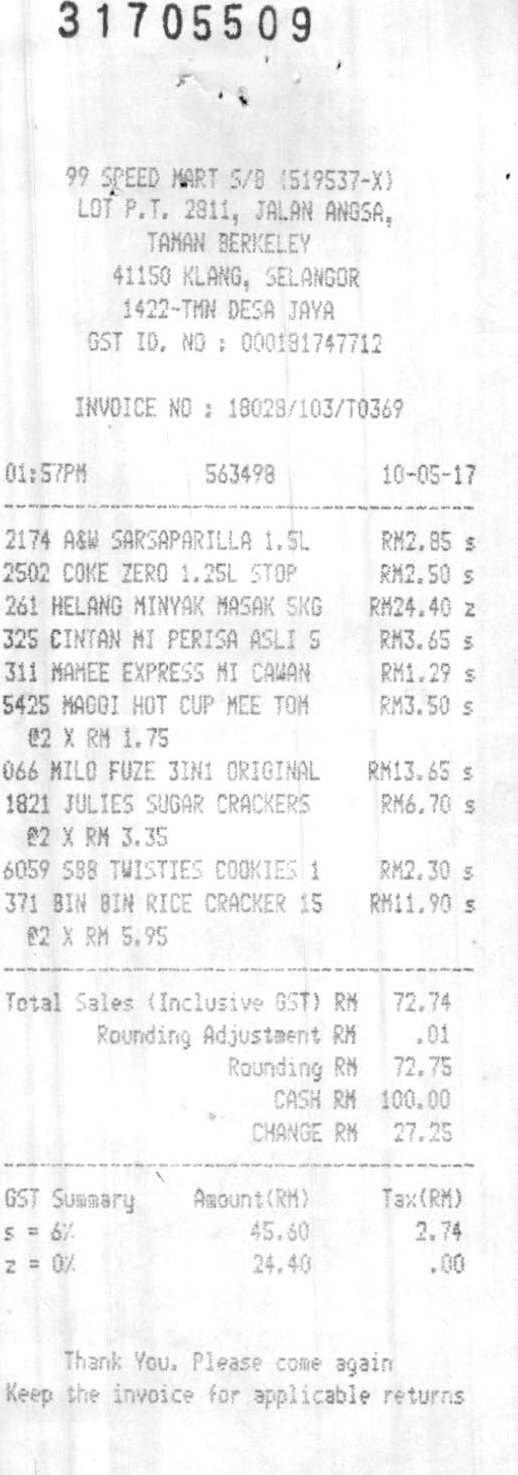 31705509
99 SPEED MART S/B (519537-X)
LOT P.T. 2811, JALAN ANGSA,
TAMAN BERKELEY
41150 KLANG, SELANGOR
1422-TMN DESA JAYA
GST ID. NO : 000181747712
INVOICE NO : 18028/103/T0369
01:57PM 563498 10-05-17
2174 A&W SARSAPARILLA 1.5L RM2.85 s
2502 COKE ZERO 1.25L STOP RM2.50 s
261 HELANG MINYAK MASAK 5KG RM24.40 z
325 CINTAN MI PERISA ASLI 5 RM3.65 s
311 MAMEE EXPRESS MI CAWAN RM1.29 s
5425 MAGGI HOT CUP MEE TOM RM3.50 s
@2 X RM 1.75
066 MILO FUZE 3IN1 ORIGINAL RM13.65 s
1821 JULIES SUGAR CRACKERS RM6.70 s
@2 X RM 3.35
6059 S88 TWISTIES COOKIES 1 RM2.30 s
371 BIN BIN RICE CRACKER 15 RM11.90 s
@2 X RM 5.95
Total Sales (Inclusive GST) RM 72.74
Rounding Adjustment RM .01
Rounding RM 72.75
CASH RM 100.00
CHANGE RM 27.25
GST Summary Amount(RM) Tax(RM)
s = 6% 45.60 2.74
z = 0% 24.40 .00
Thank You. Please come again
Keep the invoice for applicable returns